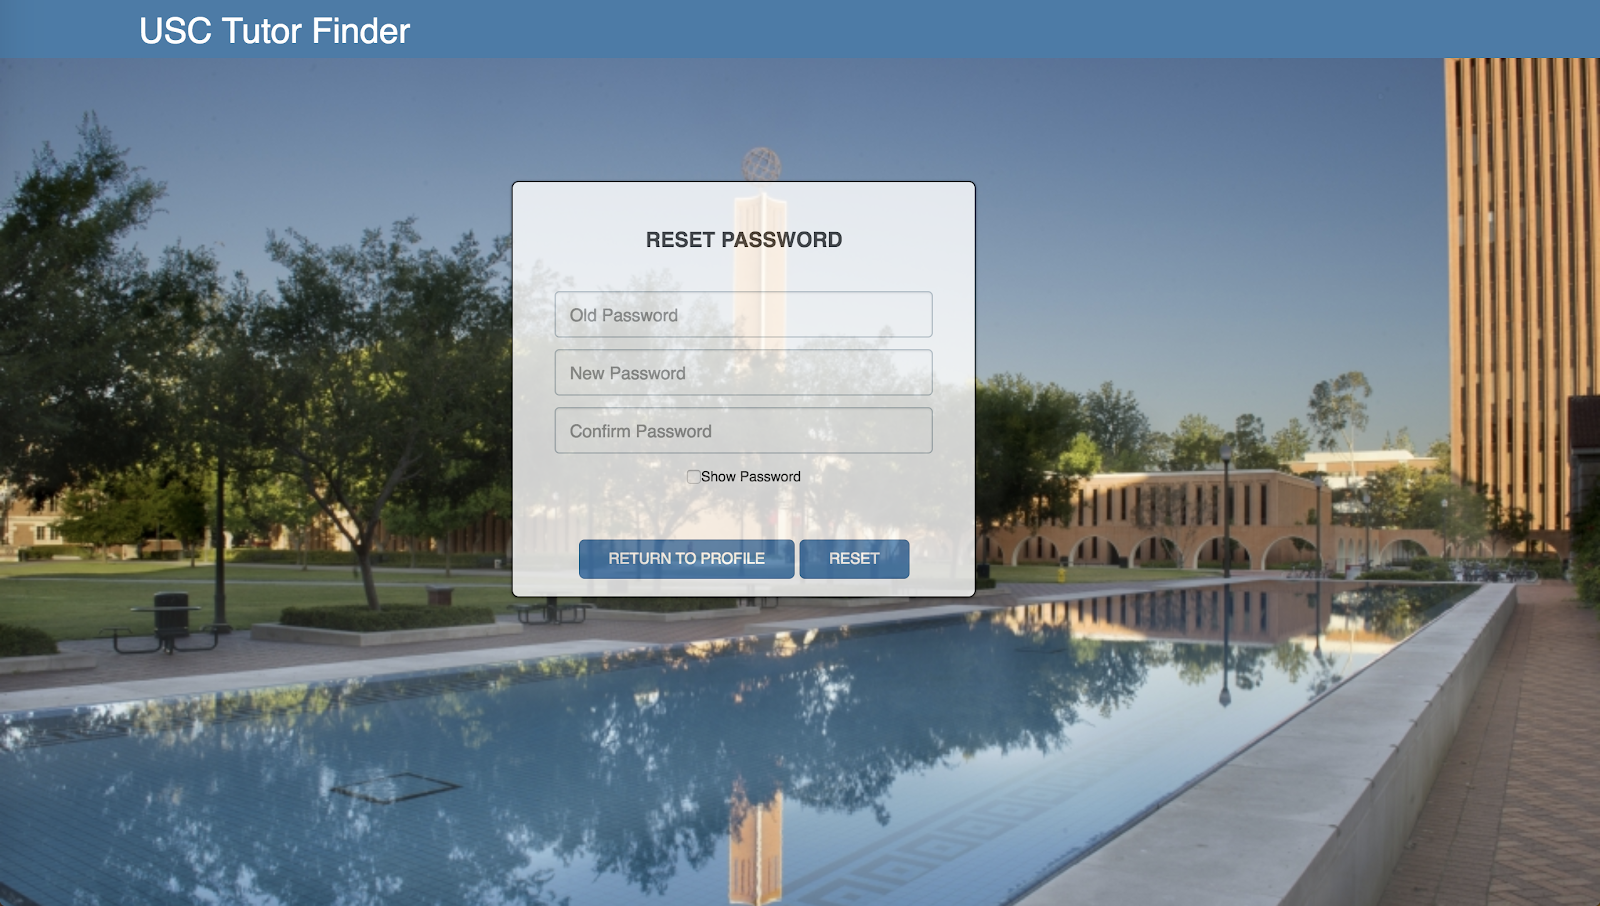 USC Tutor Finder
RESET PASSWORD
Old Password
New Password
Confirm Password
Show Password
RETURN TO PROFILE RESET